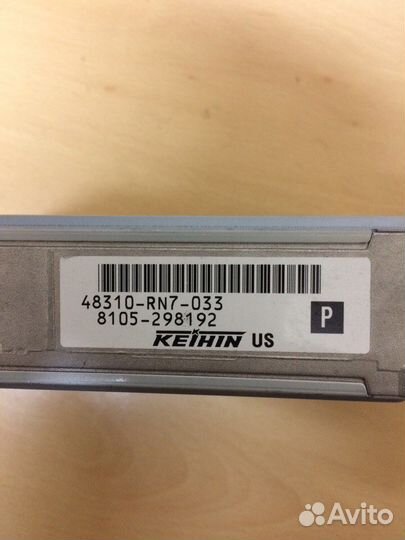 48310-RN7-033
8105-298192
P
KEIHIN US
Avito